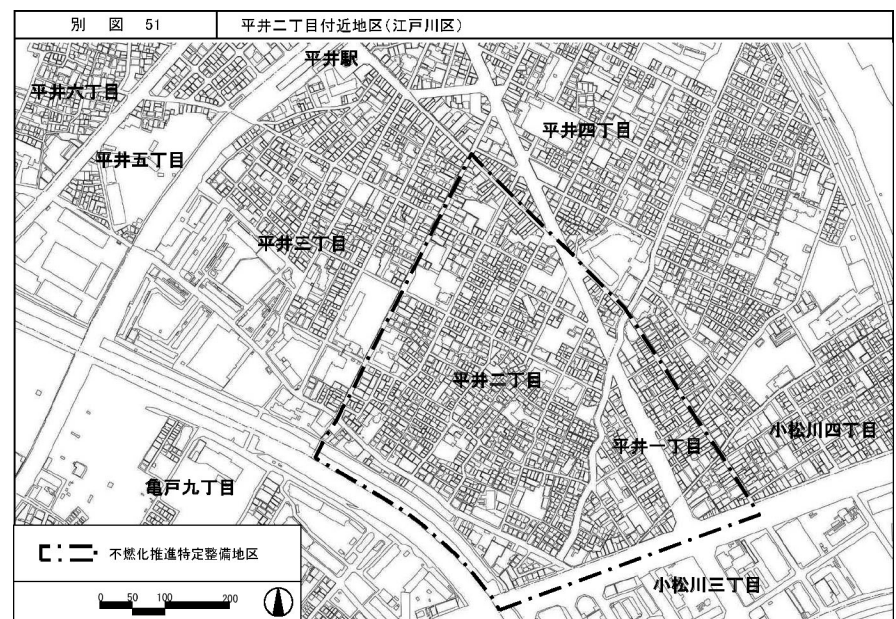 別 図 51
平井二丁目付近地区(江戸川区)
平井駅
平井六丁目
平井四丁目
平井五丁目
平井三丁目
平井二丁目
小松川四丁目
平井一丁目
亀戸九丁目
不燃化推進特定整備地区
小松川三丁目
0 50 100 200